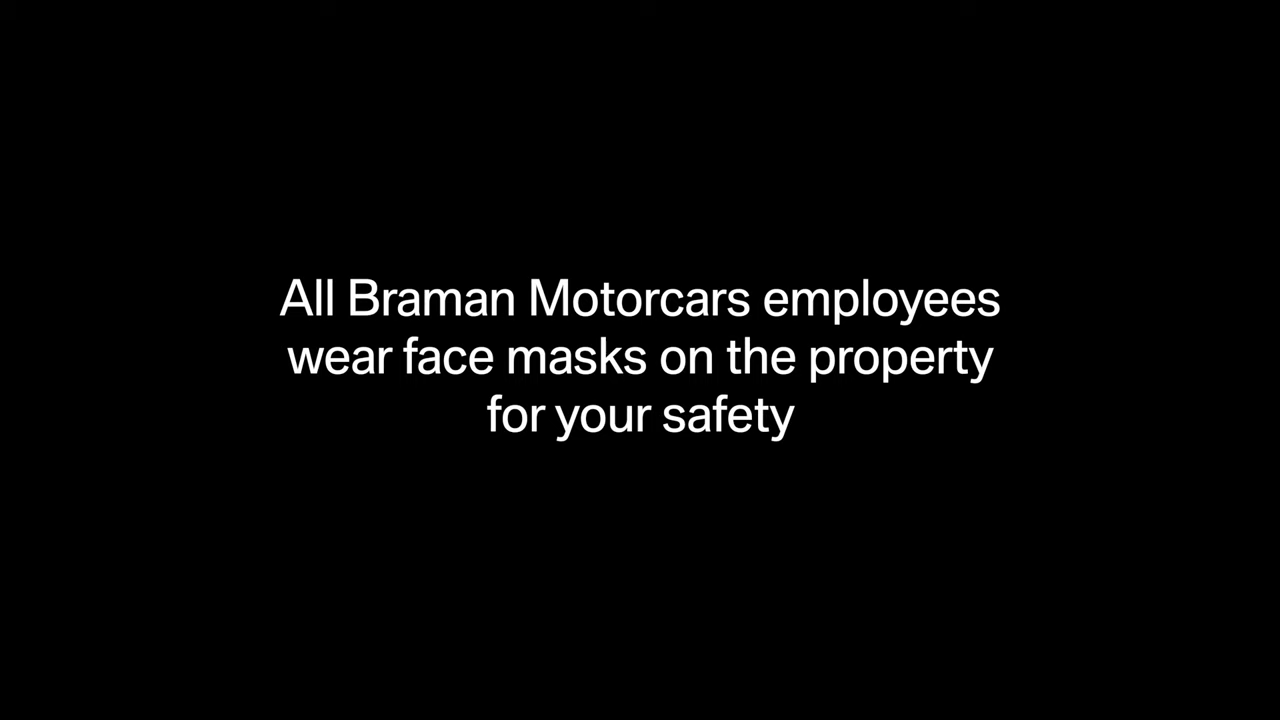 All Braman Motorcars employees
wear face masks on the property
for your safety